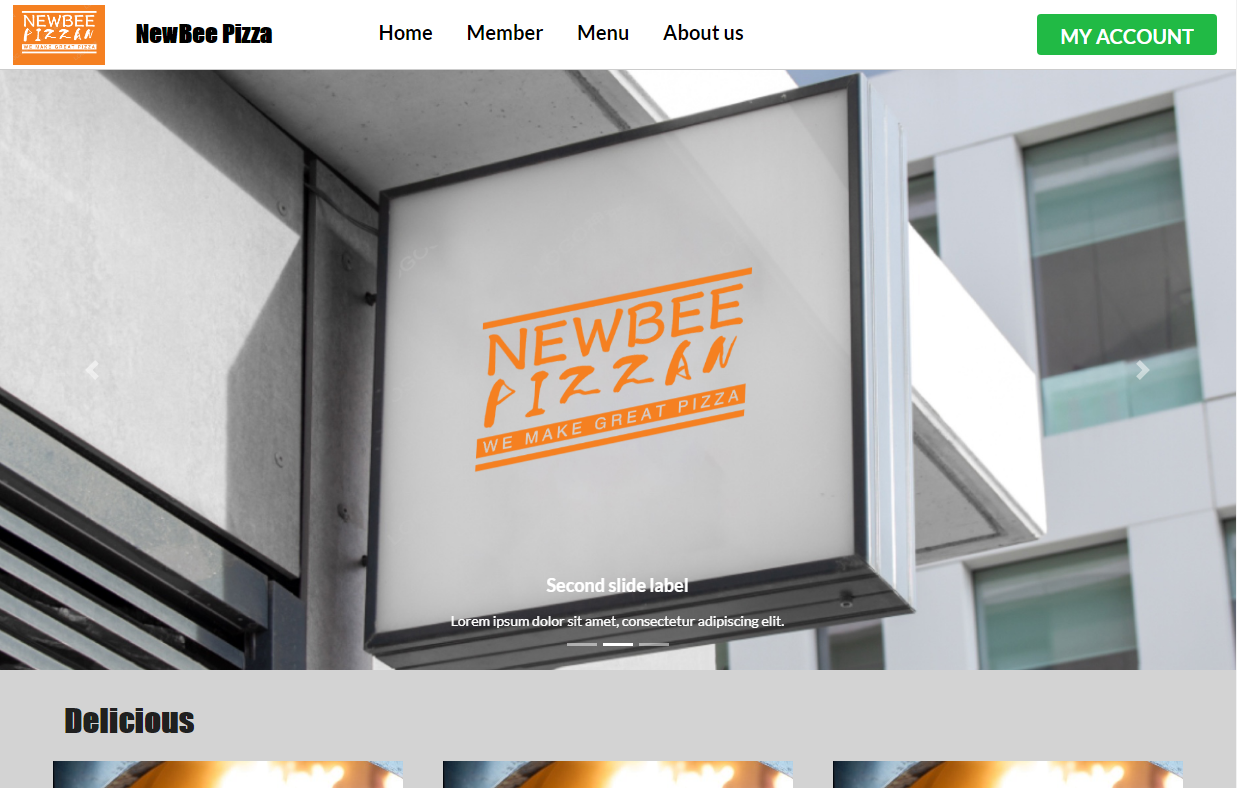 NEWBEE
PIZZAN
WE MAKE GREAT PIZZA
NewBee Pizza
Home
Member
Menu
About us
MY ACCOUNT
NEWBEE
PIZZAN
WE MAKE GREAT PIZZA
Second slide label
Lorem ipsum dolor sit amet, consectetur adipiscing elit.
Delicious